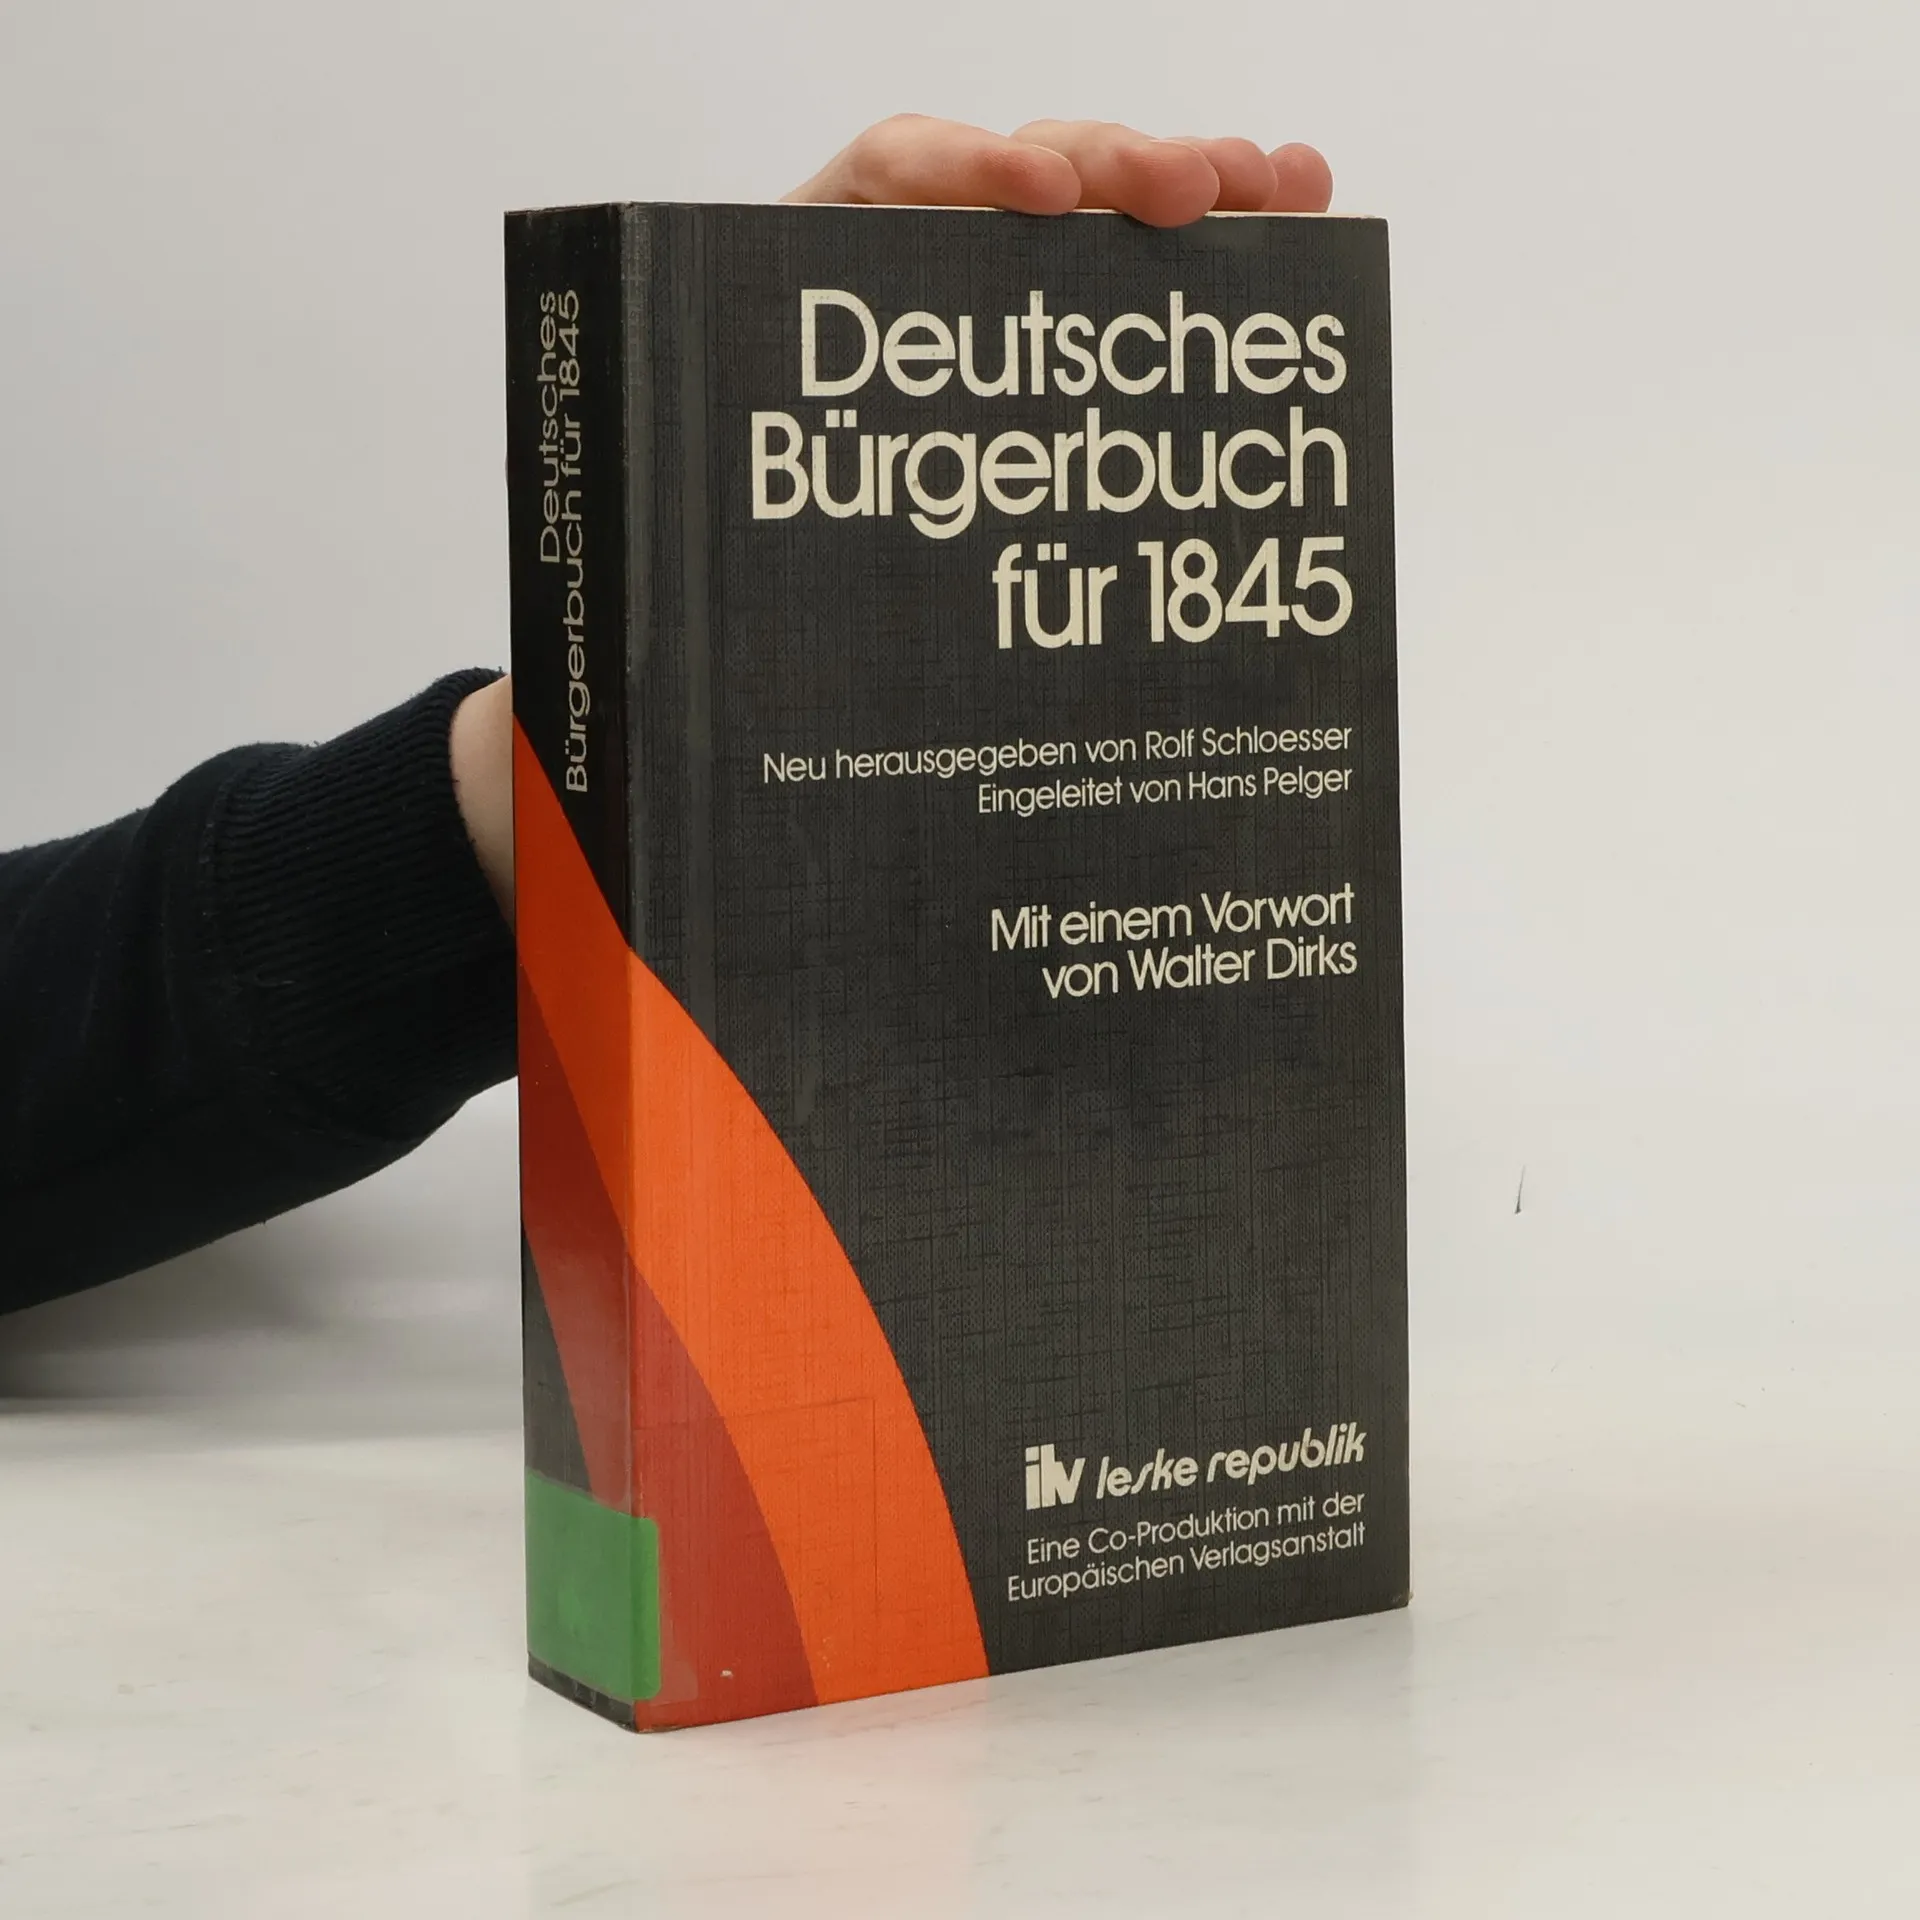 Deutsches
Bürgerbuch für 1845
Deutsches
Bürgerbuch
für 1845
Neu herausgegeben von Rolf Schloesser
Eingeleitet von Hans Pelger
Mit einem Vorwort
von Walter Dirks
ilv leske republik
Eine Co-Produktion mit der
Europäischen Verlagsanstalt